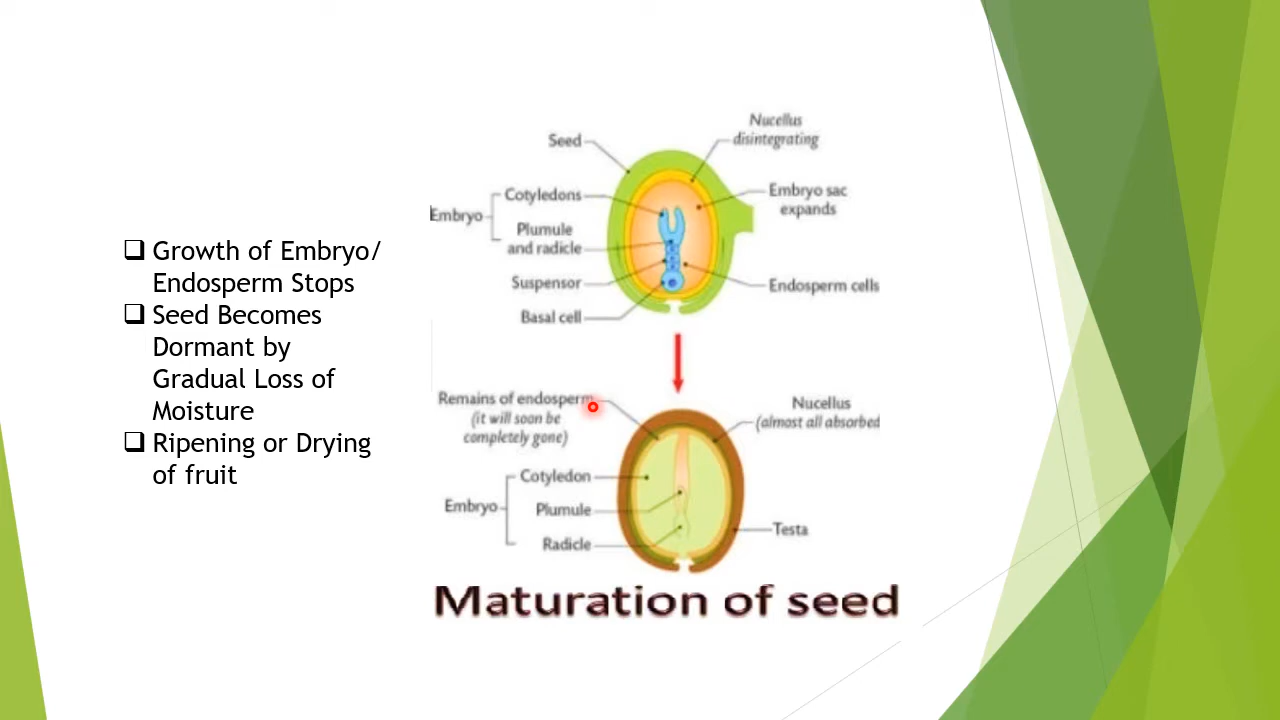 ❑ Growth of Embryo/
Endosperm Stops
❑ Seed Becomes
Dormant by
Gradual Loss of
Moisture
❑ Ripening or Drying
of fruit
Seed
Nucellus
disintegrating
Cotyledons
Embryo
Embryo sac
expands
Plumule
and radicle
Suspensor
Endosperm cells
Basal cell
Remains of endosperm
(it will soon be
completely gone)
Nucellus
(almost all absorbed
Cotyledon
Embryo
Plumule
Radicle
Testa
Maturation of seed